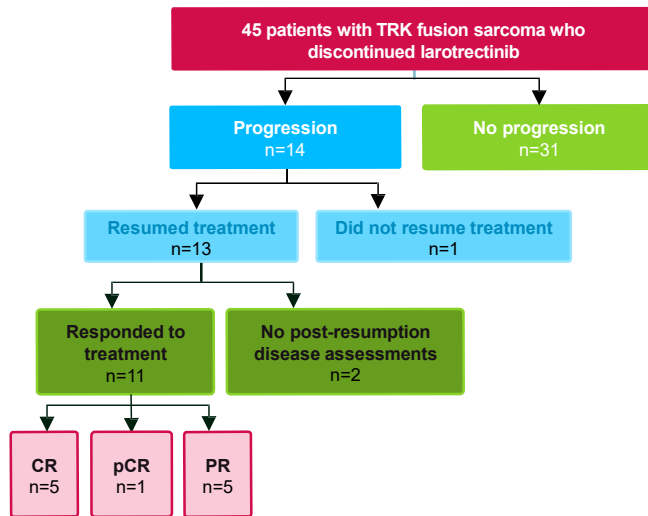 45 patients with TRK fusion sarcoma who
discontinued larotrectinib
Progression
n=14
No progression
n=31
Resumed treatment
n=13
Did not resume treatment
n=1
Responded to
treatment
n=11
No post-resumption
disease assessments
n=2
CR
n=5
pCR
n=1
PR
n=5